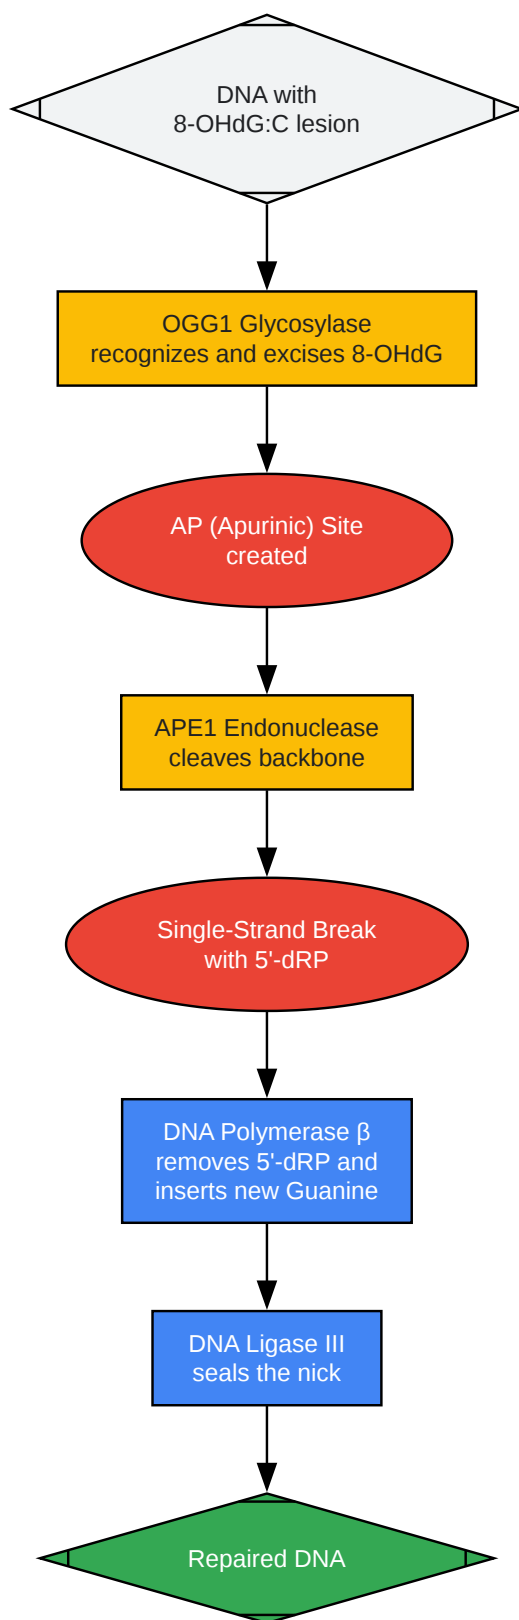 DNA with
8-OHdG:C lesion
OGG1 Glycosylase
recognizes and excises 8-OHdG
AP (Apurinic) Site
created
APE1 Endonuclease
cleaves backbone
Single-Strand Break
with 5'-dRP
DNA Polymerase β
removes 5'-dRP and
inserts new Guanine
DNA Ligase III
seals the nick
Repaired DNA